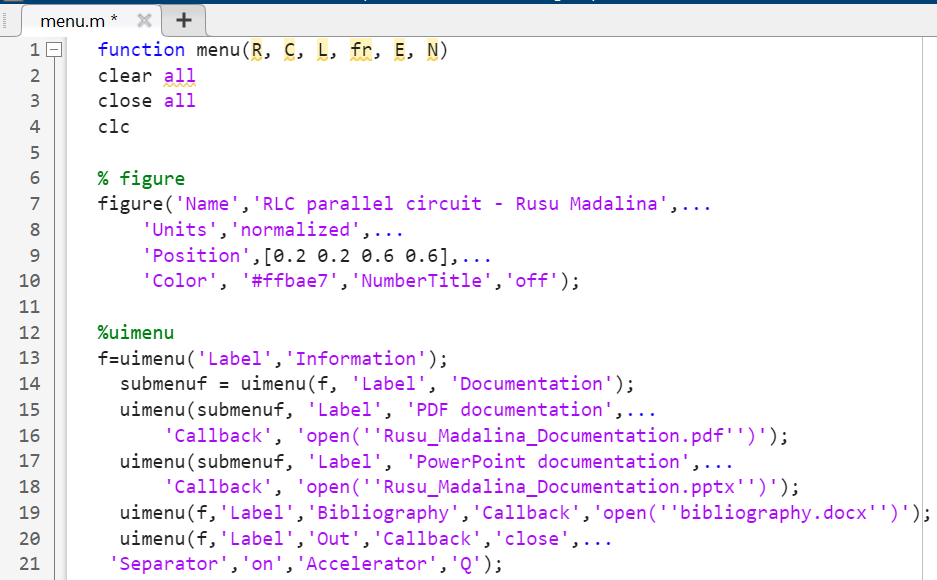 menu.m *
1 function menu(R, C, L, fr, E, N)
2 clear all
3 close all
4 clc
5
6 % figure
7 figure('Name','RLC parallel circuit - Rusu Madalina',...
8 'Units','normalized',...
9 'Position',[0.2 0.2 0.6 0.6],...
10 'Color', '#ffbae7','NumberTitle','off');
11
12 %uimenu
13 f=uimenu('Label','Information');
14 submenuf = uimenu(f, 'Label', 'Documentation');
15 uimenu(submenuf, 'Label', 'PDF documentation',...
16 'Callback', 'open(''Rusu_Madalina_Documentation.pdf'')');
17 uimenu(submenuf, 'Label', 'PowerPoint documentation',...
18 'Callback', 'open(''Rusu_Madalina_Documentation.pptx'')');
19 uimenu(f,'Label','Bibliography','Callback','open(''bibliography.docx'')');
20 uimenu(f,'Label','Out','Callback','close',...
21 'Separator','on','Accelerator','Q');